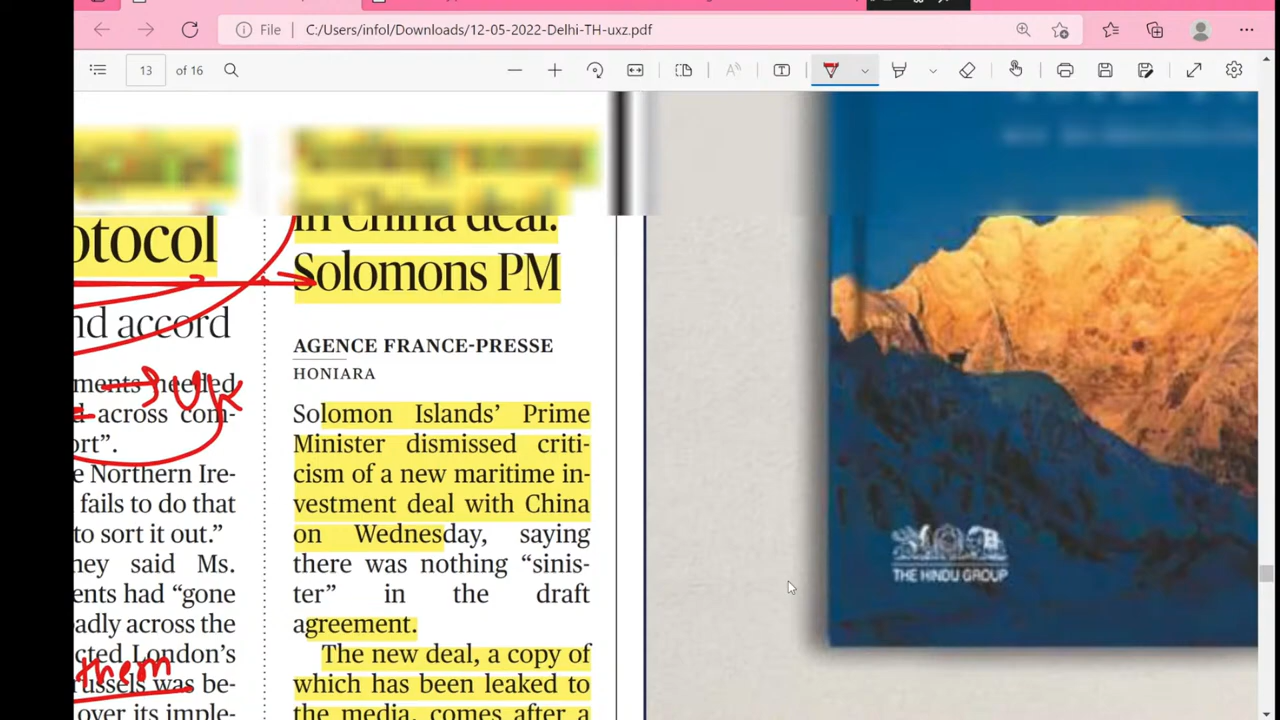 File
C:/Users/infol/Downloads/12-05-2022-Delhi-TH-uxz.pdf
13
of 16
otocol
nd accord
ments needed
→ UK
d across com-
ort”.
e Northern Ire-
fails to do that
to sort it out.”
ney said Ms.
ents had “gone
adly across the
cted London’s
them
russels was be-
over its imple-
in China deal:
Solomons PM
AGENCE FRANCE-PRESSE
HONIARA
Solomon Islands’ Prime
Minister dismissed criti-
cism of a new maritime in-
vestment deal with China
on Wednesday, saying
there was nothing “sinis-
ter” in the draft
agreement.
The new deal, a copy of
which has been leaked to
the media, comes after a
THE HINDU GROUP